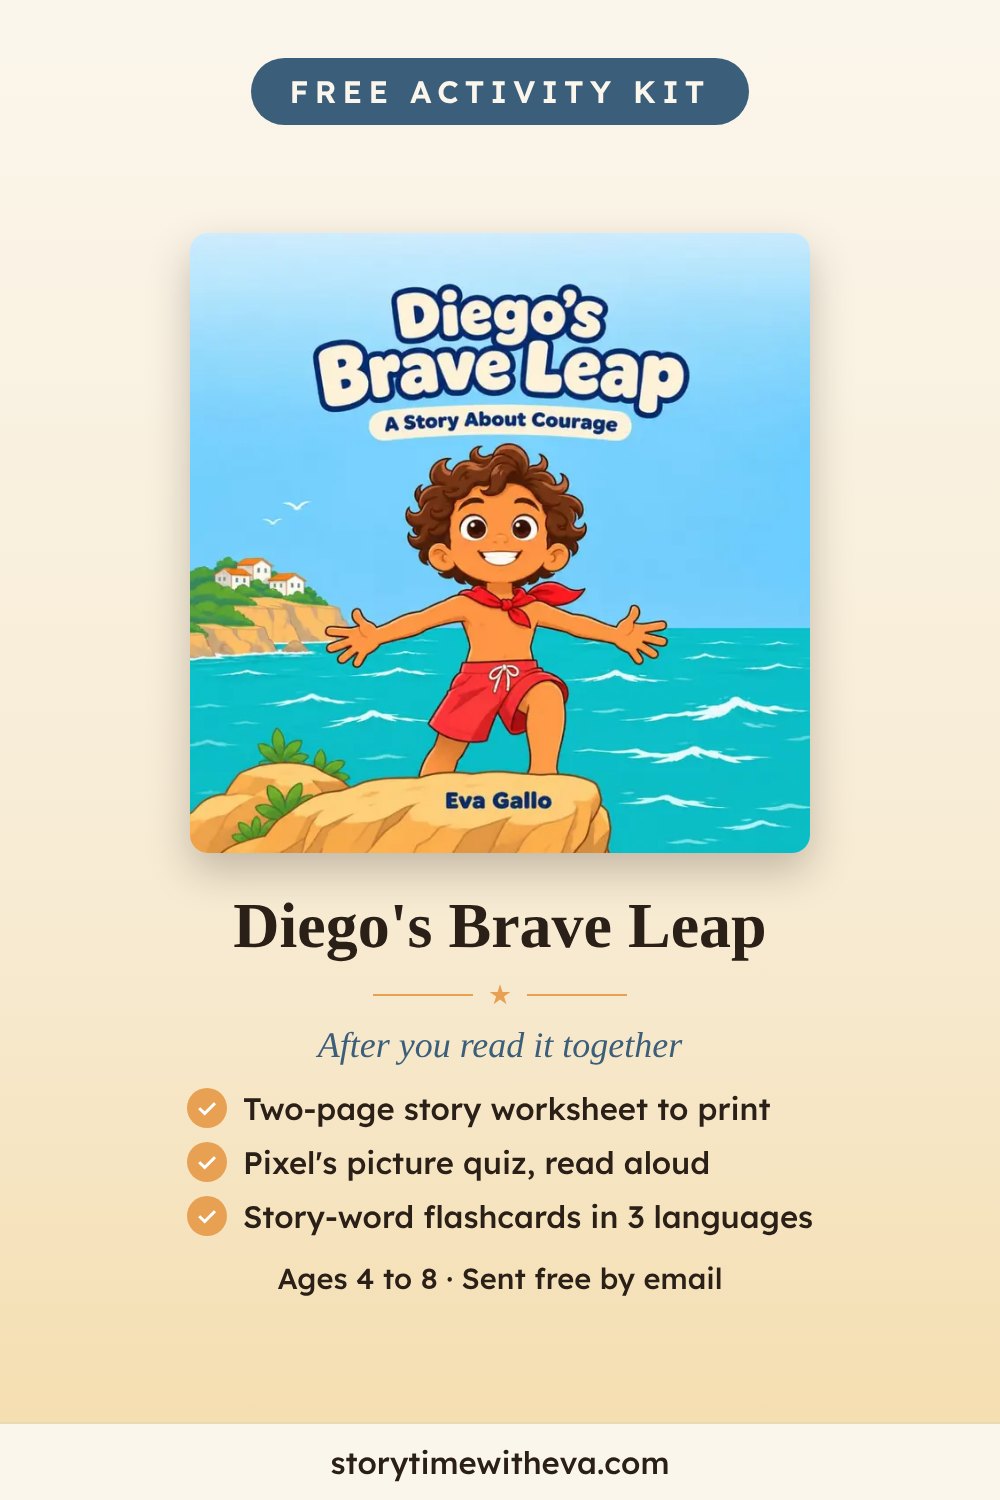 FREE ACTIVITY KIT
Diego's
Brave Leap
A Story About Courage
Eva Gallo
Diego's Brave Leap
After you read it together
Two-page story worksheet to print
Pixel's picture quiz, read aloud
Story-word flashcards in 3 languages
Ages 4 to 8 · Sent free by email
storytimewitheva.com